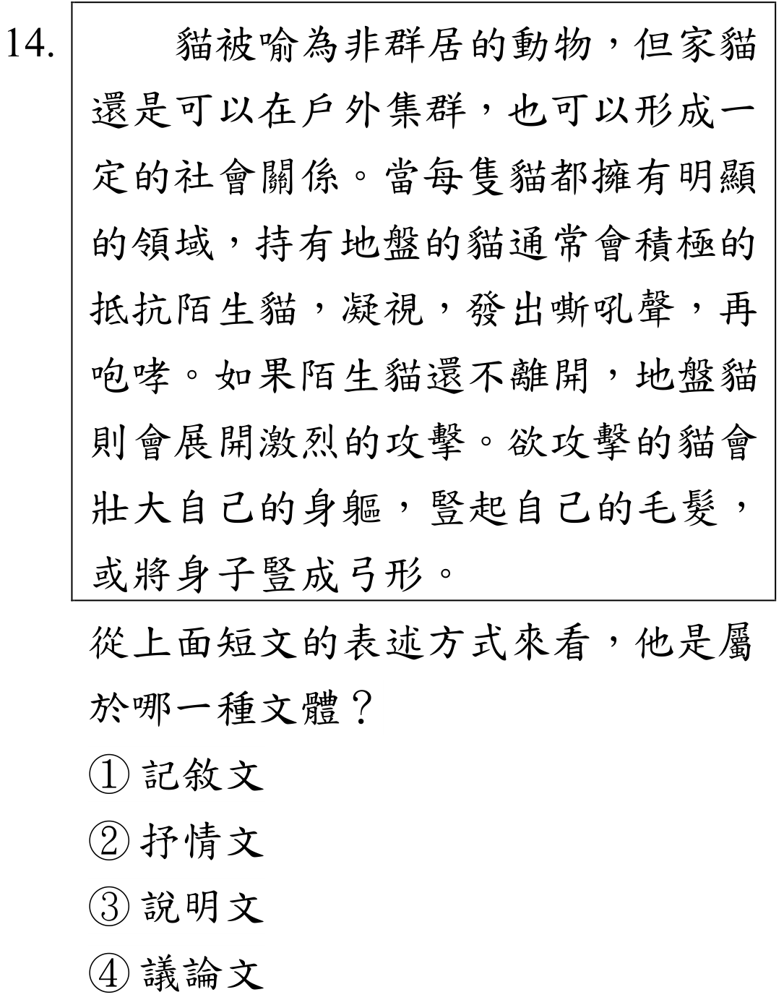 14. 貓被喻為非群居的動物，但家貓
還是可以在戶外集群，也可以形成一
定的社會關係。當每隻貓都擁有明顯
的領域，持有地盤的貓通常會積極的
抵抗陌生貓，凝視，發出嘶吼聲，再
咆哮。如果陌生貓還不離開，地盤貓
則會展開激烈的攻擊。欲攻擊的貓會
壯大自己的身軀，豎起自己的毛髮，
或將身子豎成弓形。
從上面短文的表述方式來看，他是屬
於哪一種文體？
① 記敘文
② 抒情文
③ 說明文
④ 議論文